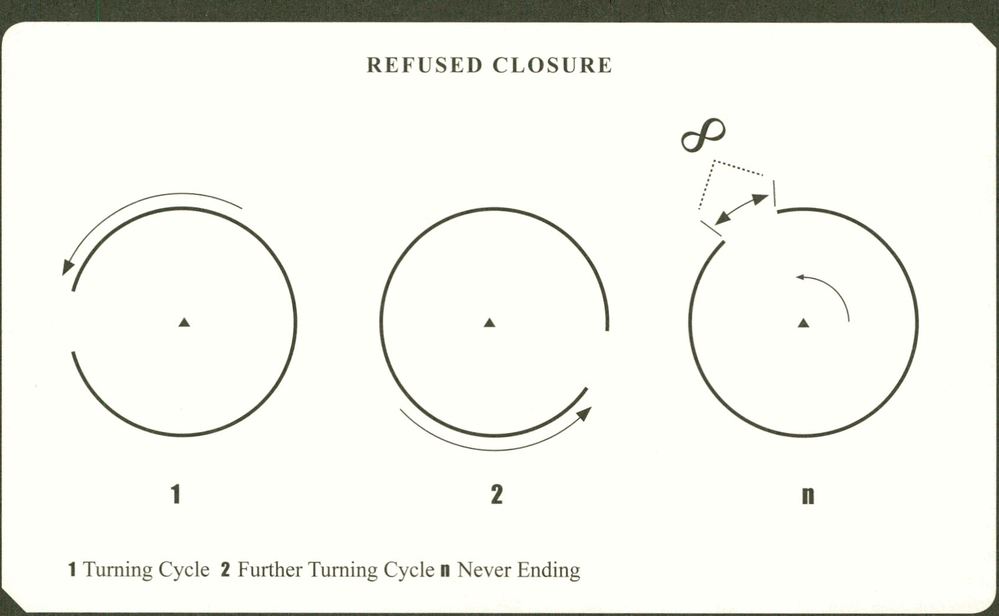 REFUSED CLOSURE
∞
1
2
n
1 Turning Cycle 2 Further Turning Cycle n Never Ending